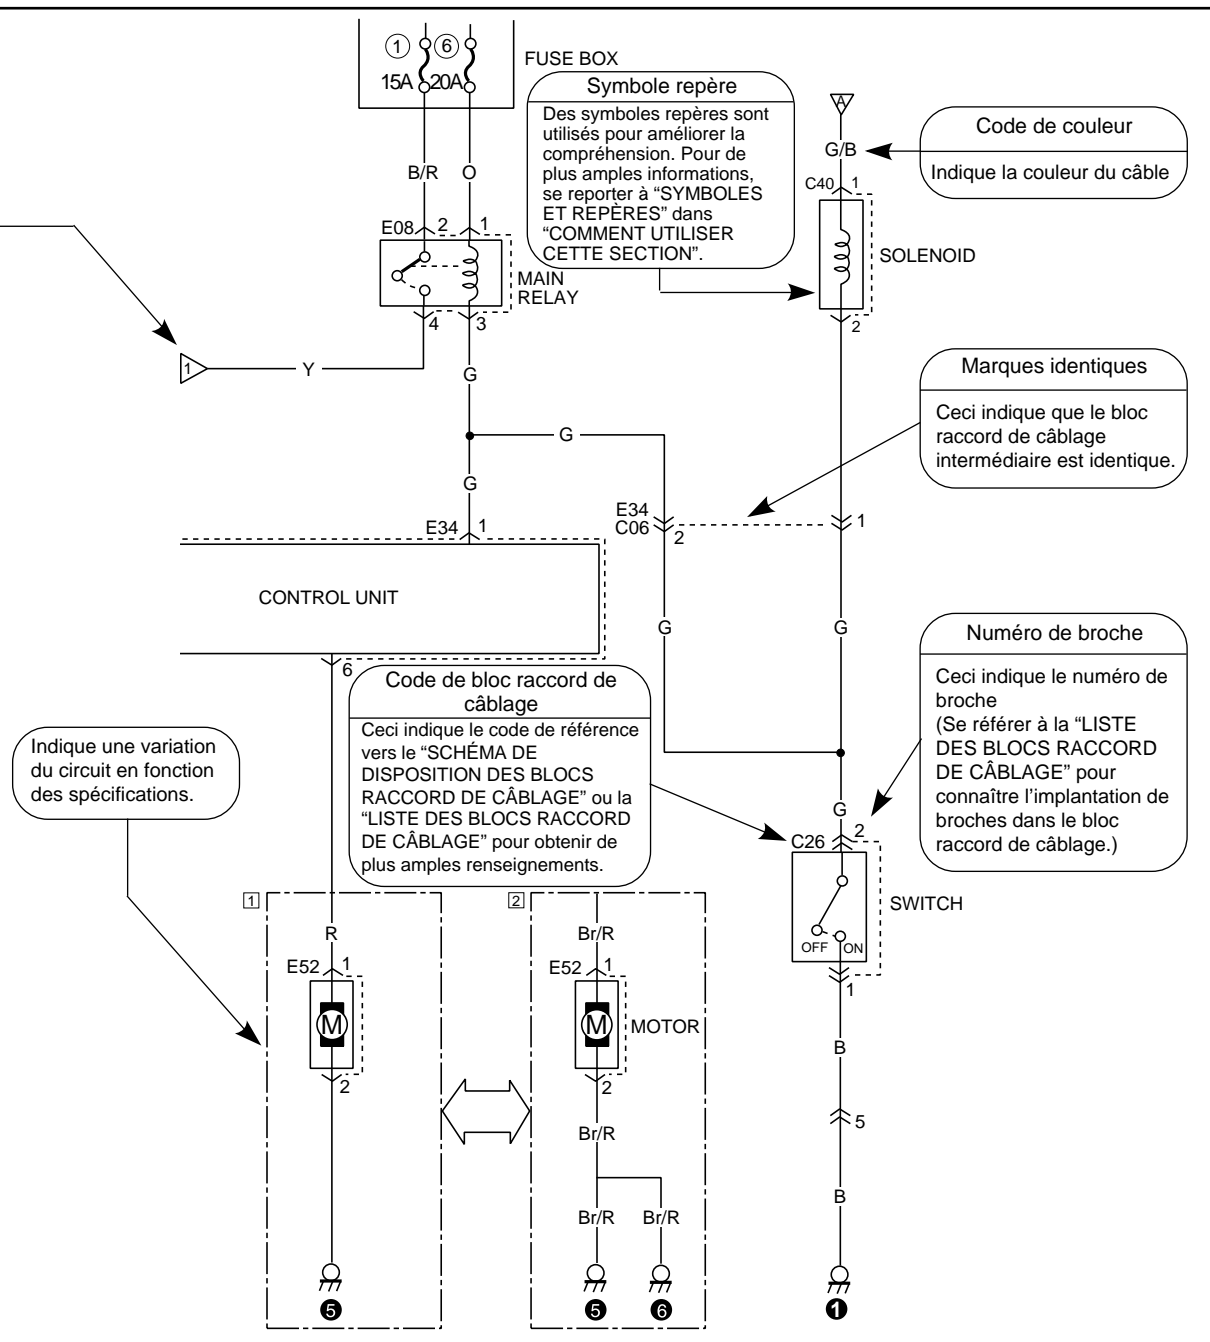 1 6
FUSE BOX
15A 20A
Symbole repère
Des symboles repères sont
utilisés pour améliorer la
compréhension. Pour de
plus amples informations,
se reporter à “SYMBOLES
ET REPÈRES” dans
“COMMENT UTILISER
CETTE SECTION”.
A
G/B
Code de couleur
Indique la couleur du câble
B/R O
C40 1
E08 2 1
SOLENOID
MAIN
RELAY
4 3
2
1
Y
G
Marques identiques
Ceci indique que le bloc
raccord de câblage
intermédiaire est identique.
G
G
E34
C06
2
1
E34 1
CONTROL UNIT
G
G
6
Numéro de broche
Ceci indique le numéro de
broche
(Se référer à la “LISTE
DES BLOCS RACCORD
DE CÂBLAGE” pour
connaître l’implantation de
broches dans le bloc
raccord de câblage.)
Code de bloc raccord de
câblage
Ceci indique le code de référence
vers le “SCHÉMA DE
DISPOSITION DES BLOCS
RACCORD DE CÂBLAGE” ou la
“LISTE DES BLOCS RACCORD
DE CÂBLAGE” pour obtenir de
plus amples renseignements.
Indique une variation
du circuit en fonction
des spécifications.
G
C26 2
SWITCH
OFF ON
1
1
2
R
Br/R
E52 1
E52 1
M
M
MOTOR
2
2
B
5
Br/R
Br/R Br/R
B
5
5
6
1